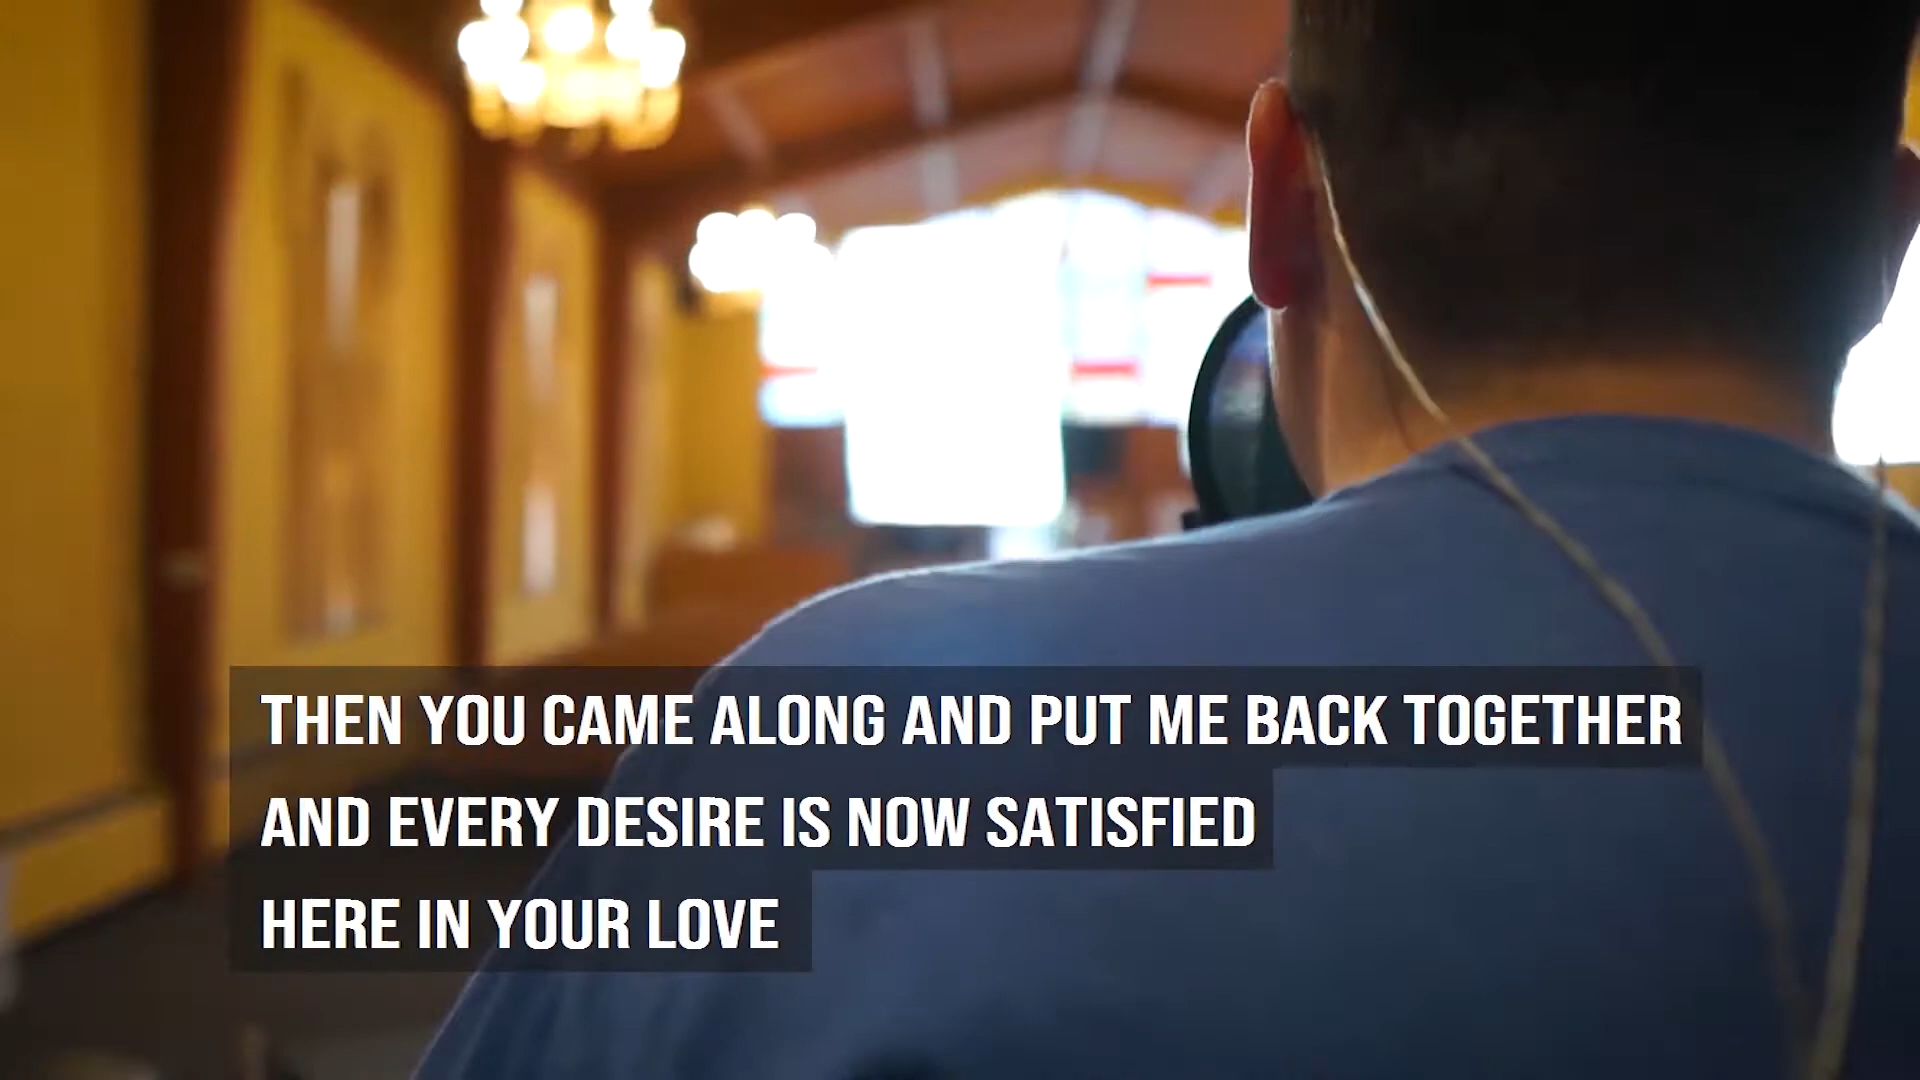 THEN YOU CAME ALONG AND PUT ME BACK TOGETHER
AND EVERY DESIRE IS NOW SATISFIED
HERE IN YOUR LOVE